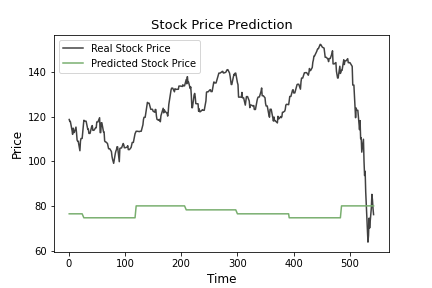 Stock Price Prediction
Real Stock Price
Predicted Stock Price
Price
140
120
100
80
60
0 100 200 300 400 500
Time